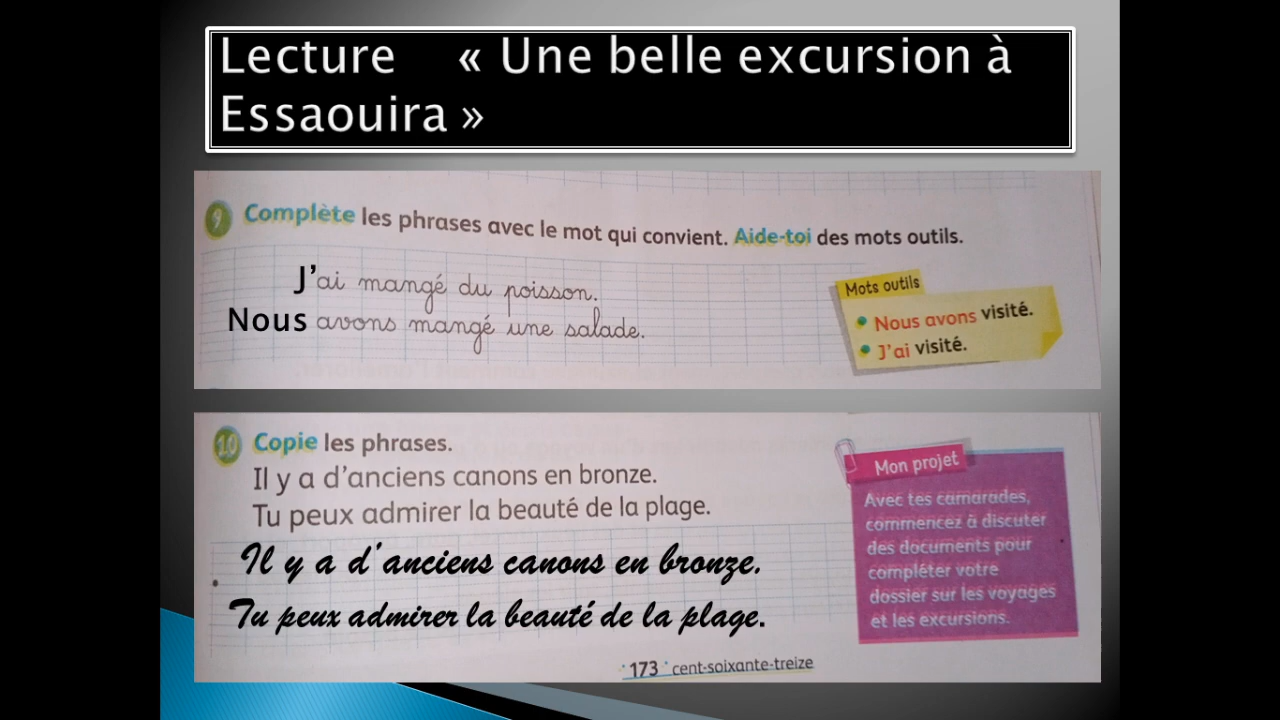 Lecture « Une belle excursion à
Essaouira »
9 Complète les phrases avec le mot qui convient. Aide-toi des mots outils.
J'ai mangé du poisson.
Nous avons mangé une salade.
Mots outils
Nous avons visité.
J'ai visité.
10 Copie les phrases.
Il y a d'anciens canons en bronze.
Tu peux admirer la beauté de la plage.
Il y a d'anciens canons en bronze.
Tu peux admirer la beauté de la plage.
Mon projet
Avec tes camarades,
commencez à discuter
des documents pour
compléter votre
dossier sur les voyages
et les excursions.
173 cent-soixante-treize